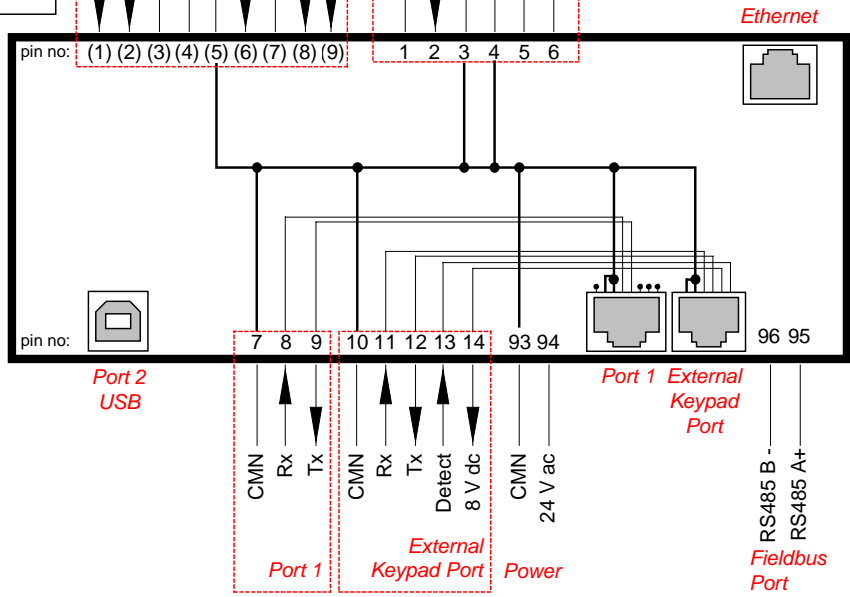 Ethernet
pin no: (1) (2) (3) (4) (5) (6) (7) (8) (9) 1 2 3 4 5 6
pin no: 7 8 9 10 11 12 13 14 93 94 96 95
Port 2
USB
CMN
Rx
Tx
Port 1
CMN
Rx
Tx
Detect
8 V dc
External
Keypad Port
CMN
24 V ac
Power
Port 1
External
Keypad
Port
RS485 B -
RS485 A+
Fieldbus
Port